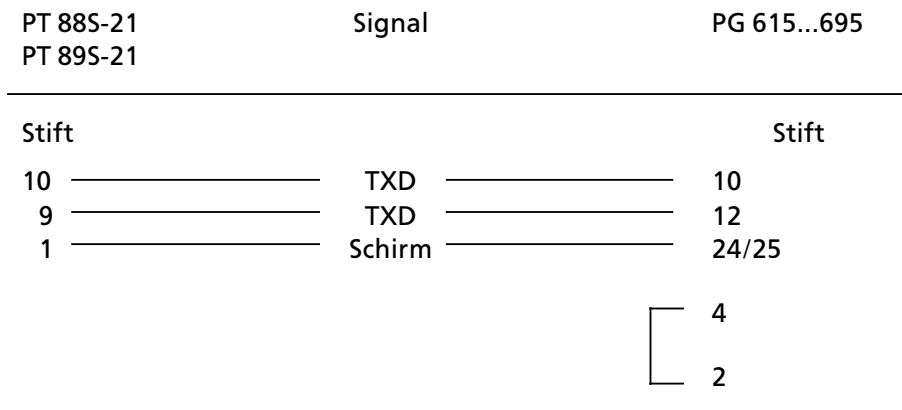 PT 88S-21 Signal PG 615...695
PT 89S-21
Stift Stift
10 TXD 10
9 TXD 12
1 Schirm 24/25
4
2